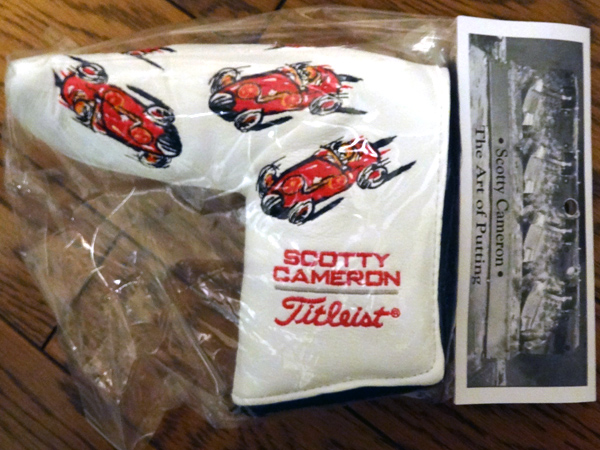 SCOTTY
CAMERON
Titleist®
• Scotty Cameron •
The Art of Putting